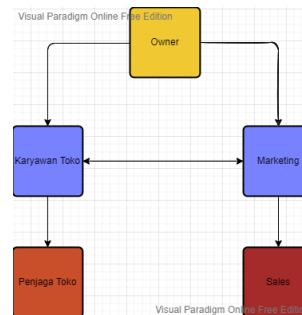 Visual Paradigm Online Free Edition
Owner
Karyawan Toko
Marketing
Penjaga Toko
Sales
Visual Paradigm Online Free Edition